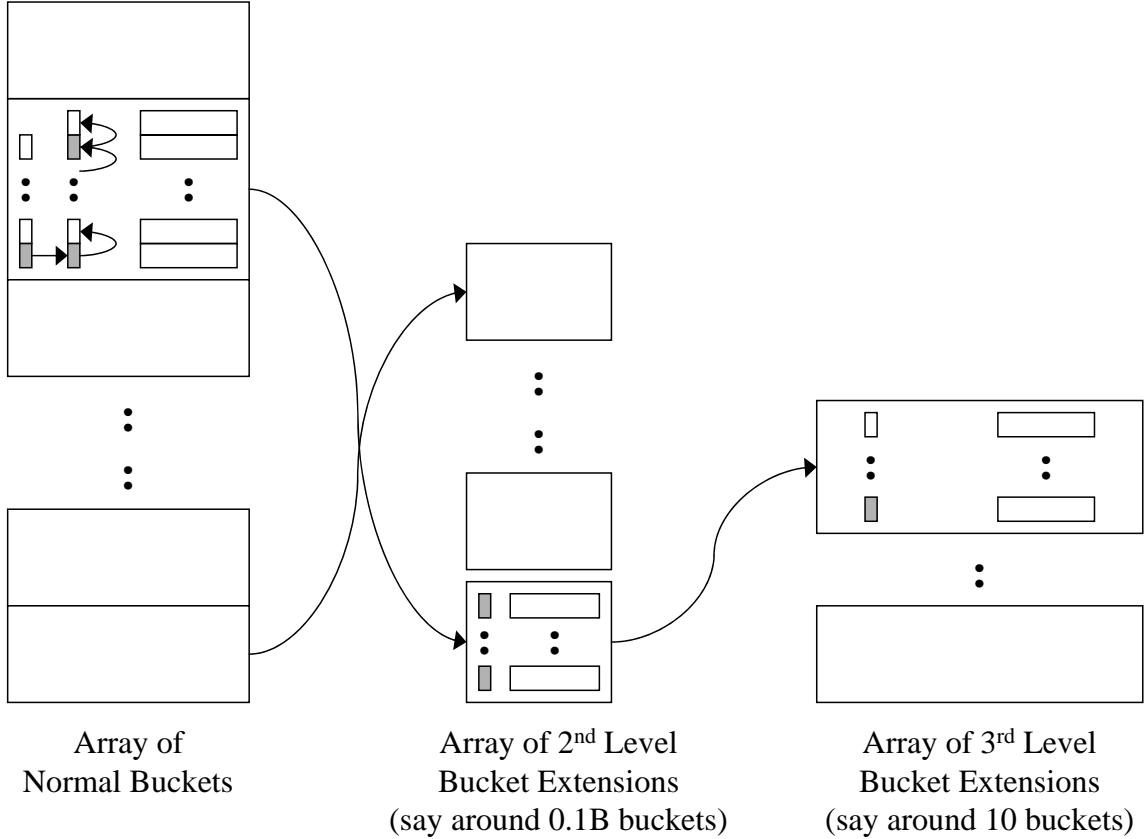 Array of
Normal Buckets
Array of 2nd Level
Bucket Extensions
(say around 0.1B buckets)
Array of 3rd Level
Bucket Extensions
(say around 10 buckets)